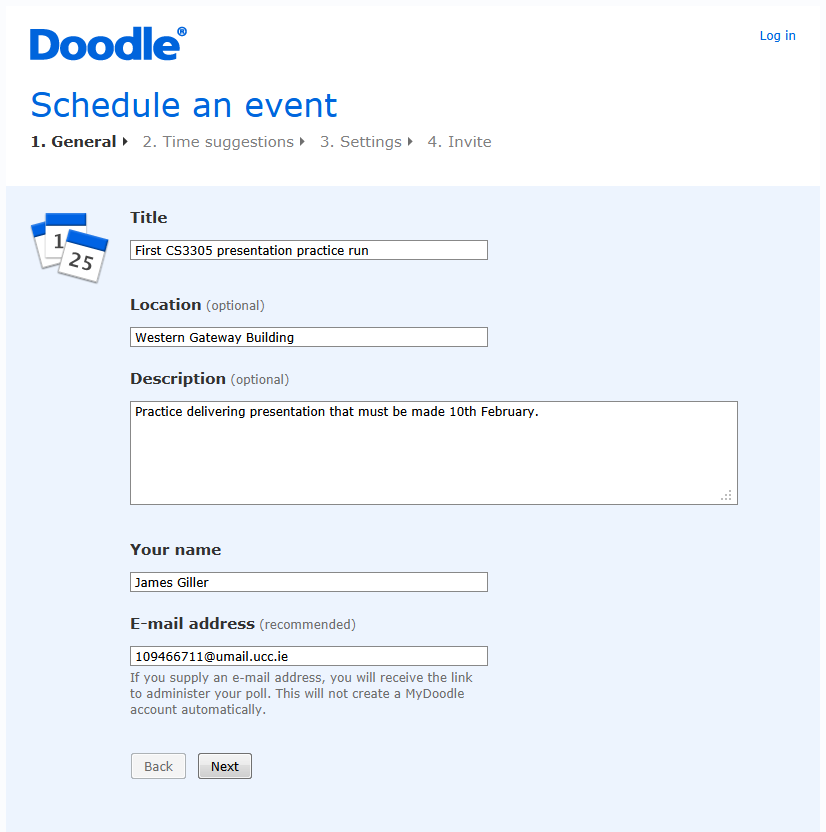 Doodle®
Log in
Schedule an event
1. General 2. Time suggestions 3. Settings 4. Invite
1
25
Title
First CS3305 presentation practice run
Location (optional)
Western Gateway Building
Description (optional)
Practice delivering presentation that must be made 10th February.
Your name
James Giller
E-mail address (recommended)
109466711@umail.ucc.ie
If you supply an e-mail address, you will receive the link
to administer your poll. This will not create a MyDoodle
account automatically.
Back Next